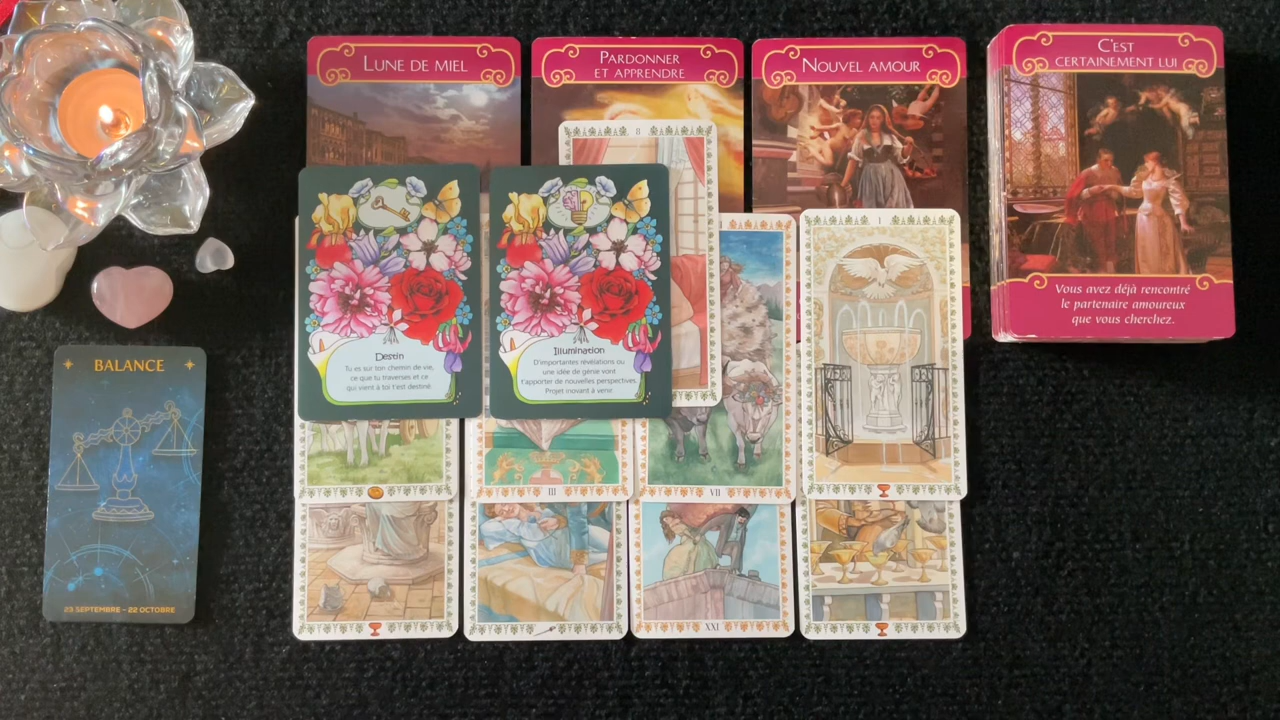 LUNE DE MIEL
PARDONNER
ET APPRENDRE
NOUVEL AMOUR
C'EST
CERTAINEMENT LUI
Vous avez déjà rencontré
le partenaire amoureux
que vous cherchez.
8
I
Destin
Tu es sur ton chemin de vie,
ce que tu traverses et ce
qui vient à toi t'est destiné.
Illumination
D'importantes révélations ou
une idée de génie vont
t'apporter de nouvelles perspectives.
Projet inovant à venir.
BALANCE
23 SEPTEMBRE - 22 OCTOBRE
III
VII
XXI